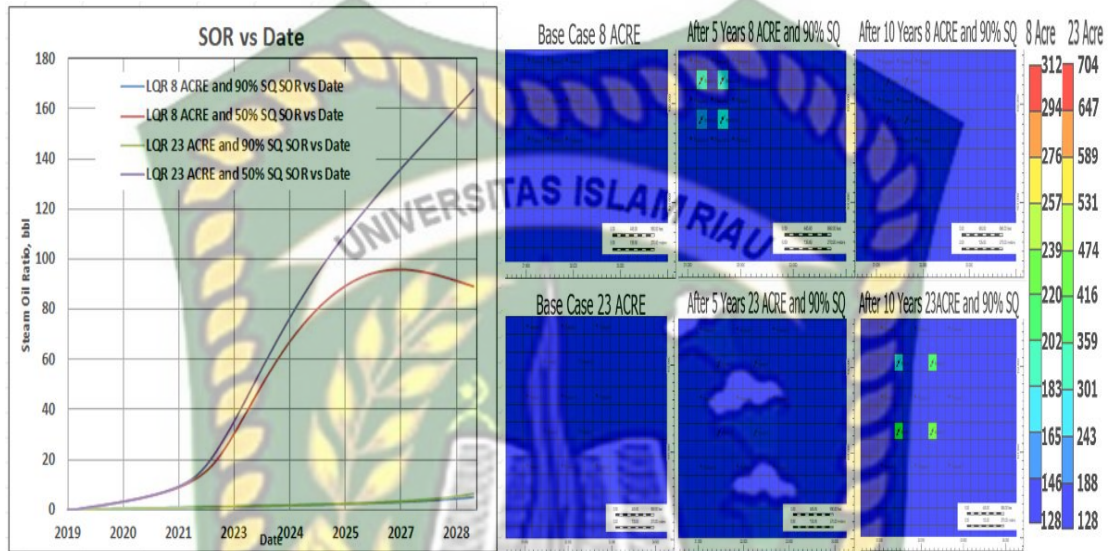 SOR vs Date
180
160
140
120
100
80
60
40
20
0
Steam Oil Ratio, bbl
LQR 8 ACRE and 90% SQ SOR vs Date
LQR 8 ACRE and 50% SQ SOR vs Date
LQR 23 ACRE and 90% SQ SOR vs Date
LQR 23 ACRE and 50% SQ SOR vs Date
2019 2020 2021 2023 2024 2025 2027 2028
Date
UNIVERSITAS ISLAM RIAU
Base Case 8 ACRE
After 5 Years 8 ACRE and 90% SQ
After 10 Years 8 ACRE and 90% SQ
Base Case 23 ACRE
After 5 Years 23 ACRE and 90% SQ
After 10 Years 23ACRE and 90% SQ
8 Acre 23 Acre
312 704
294 647
276 589
257 531
239 474
220 416
202 359
183 301
165 243
146 188
128 128